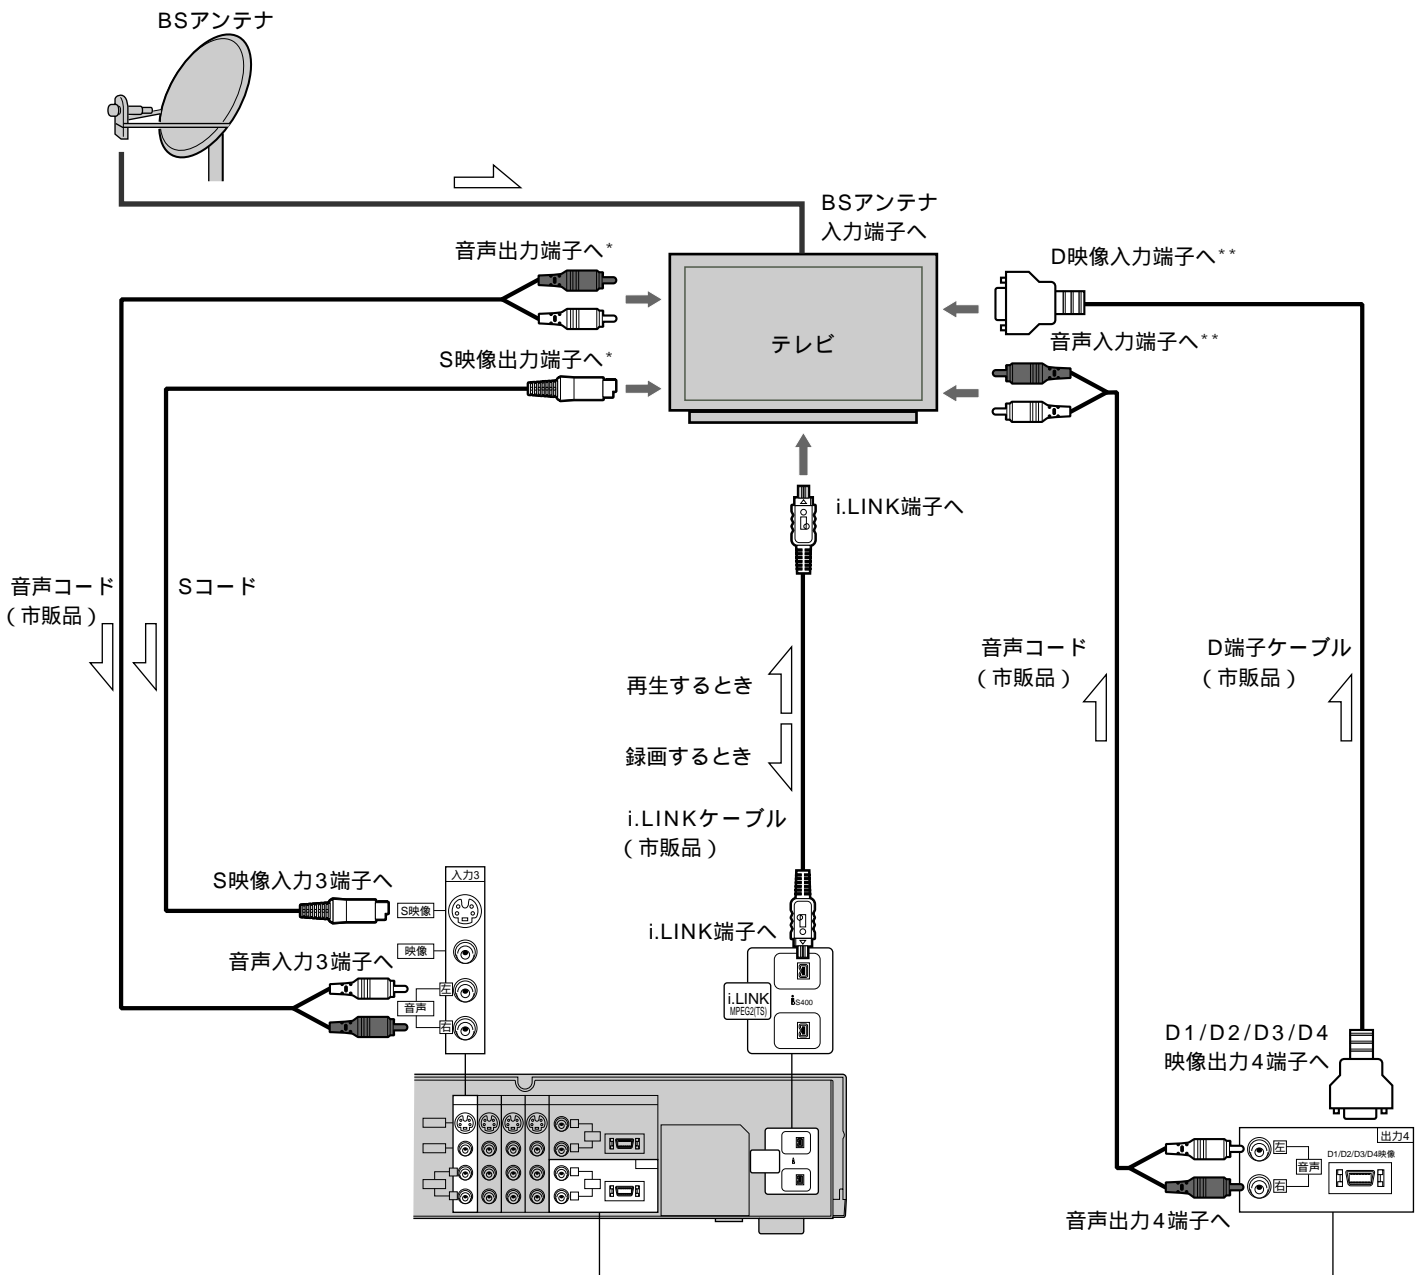 BSアンテナ
BSアンテナ
入力端子へ
音声出力端子へ*
D映像入力端子へ**
テレビ
音声入力端子へ**
S映像出力端子へ*
i.LINK端子へ
音声コード
（市販品）
Sコード
再生するとき
録画するとき
i.LINKケーブル
（市販品）
音声コード
（市販品）
D端子ケーブル
（市販品）
S映像入力3端子へ
入力3
S映像
映像
音声入力3端子へ
左
音声
右
i.LINK端子へ
i.LINK
MPEG2(TS)
S400
D1/D2/D3/D4
映像出力4端子へ
出力4
左
音声
右
D1/D2/D3/D4映像
音声出力4端子へ